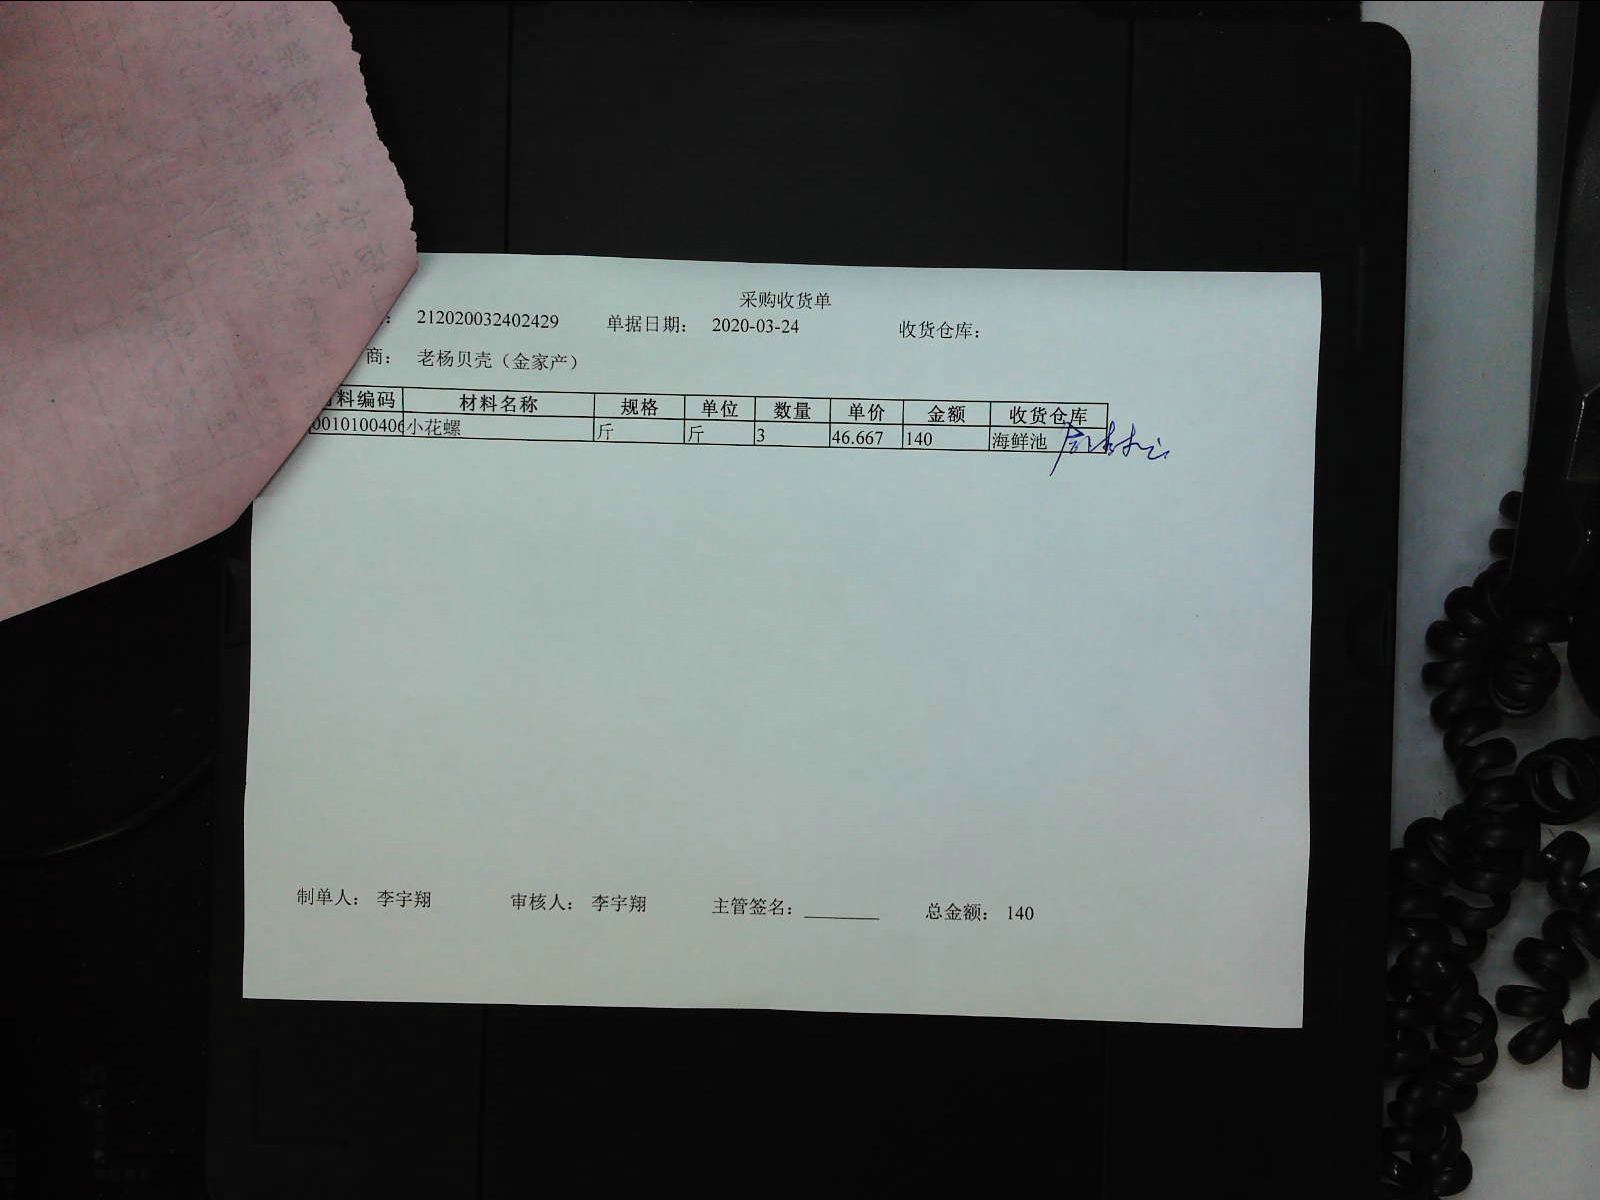 采购收货单
: 212020032402429 单据日期: 2020-03-24 收货仓库:
商: 老杨贝壳（金家产）
料编码 材料名称 规格 单位 数量 单价 金额 收货仓库
0010100406 小花螺 斤 斤 3 46.667 140 海鲜池
制单人: 李宇翔 审核人: 李宇翔 主管签名: ________ 总金额: 140